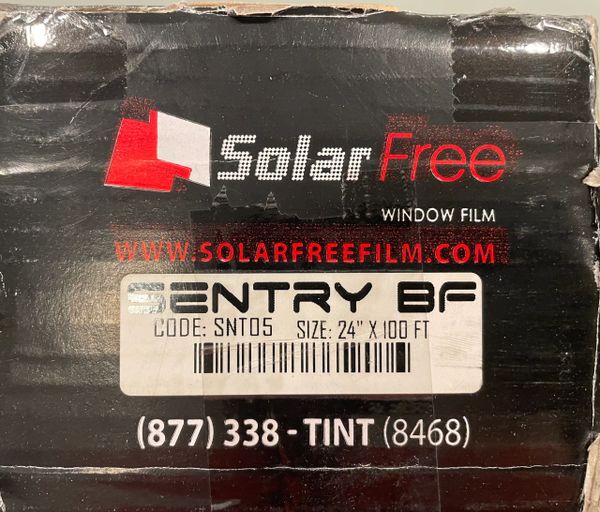 Solar Free
WINDOW FILM
WWW.SOLARFREEFILM.COM
SENTRY BF
CODE: SNT05 SIZE: 24" X 100 FT
(877) 338 - TINT (8468)